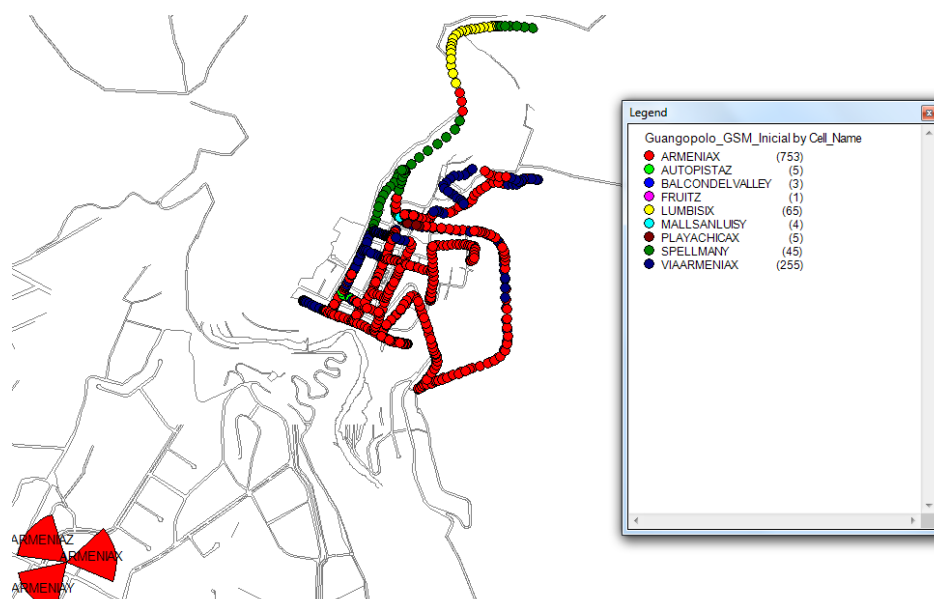 Legend
Guangopolo_GSM_Inicial by Cell_Name
ARMENIAX (753)
AUTOPISTAZ (5)
BALCONDELVALLEY (3)
FRUITZ (1)
LUMBISIX (65)
MALLSANLUISY (4)
PLAYACHICAX (5)
SPELLMANY (45)
VIAARMENIAX (255)
ARMENIAZ
ARMENIAX
ARMENIAY